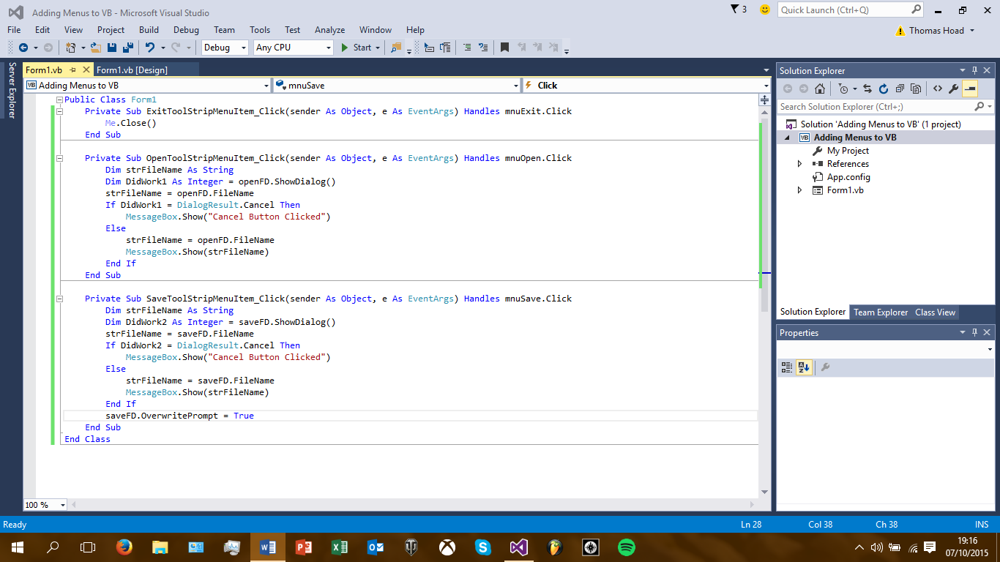 Adding Menus to VB - Microsoft Visual Studio
3
Quick Launch (Ctrl+Q)
File Edit View Project Build Debug Team Tools Test Analyze Window Help
Thomas Hoad
Debug Any CPU Start
Server Explorer
Form1.vb Form1.vb [Design]
Adding Menus to VB mnuSave Click
Public Class Form1
Private Sub ExitToolStripMenuItem_Click(sender As Object, e As EventArgs) Handles mnuExit.Click
Me.Close()
End Sub
Private Sub OpenToolStripMenuItem_Click(sender As Object, e As EventArgs) Handles mnuOpen.Click
Dim strFileName As String
Dim DidWork1 As Integer = openFD.ShowDialog()
strFileName = openFD.FileName
If DidWork1 = DialogResult.Cancel Then
MessageBox.Show("Cancel Button Clicked")
Else
strFileName = openFD.FileName
MessageBox.Show(strFileName)
End If
End Sub
Private Sub SaveToolStripMenuItem_Click(sender As Object, e As EventArgs) Handles mnuSave.Click
Dim strFileName As String
Dim DidWork2 As Integer = saveFD.ShowDialog()
strFileName = saveFD.FileName
If DidWork2 = DialogResult.Cancel Then
MessageBox.Show("Cancel Button Clicked")
Else
strFileName = saveFD.FileName
MessageBox.Show(strFileName)
End If
saveFD.OverwritePrompt = True
End Sub
End Class
100 %
Solution Explorer
Search Solution Explorer (Ctrl+;)
Solution 'Adding Menus to VB' (1 project)
Adding Menus to VB
My Project
References
App.config
Form1.vb
Solution Explorer Team Explorer Class View
Properties
Ready Ln 28 Col 38 Ch 38 INS
19:16
07/10/2015